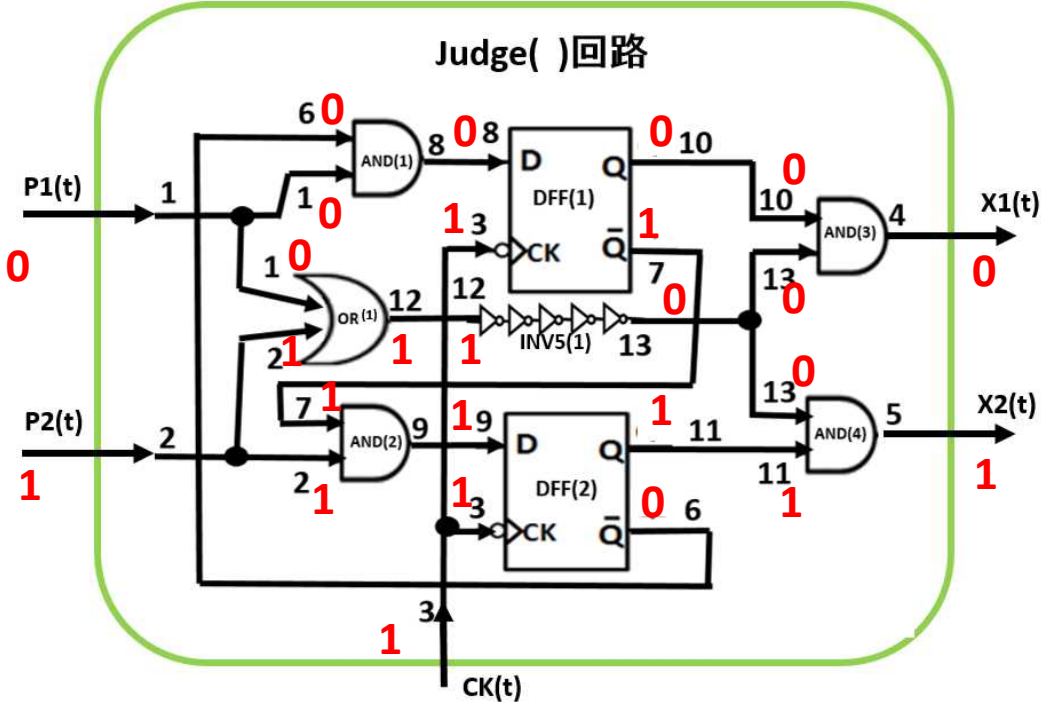 Judge( )回路
6 0
8 0 8
0 10
D
Q
AND(1)
P1(t)
1
1 0
DFF(1)
0
10
4
X1(t)
AND(3)
1 3
CK
Q̅
1
7
0
1 0
13
0
0
12
12
0
OR(1)
INV5(1)
13
2 1
1
1
0
13
7 1
1 9
1
11
5
X2(t)
P2(t)
2
AND(2)
9
D
Q
AND(4)
1
2 1
1 3
DFF(2)
0 6
11 1
1
CK
Q̅
3
1
CK(t)